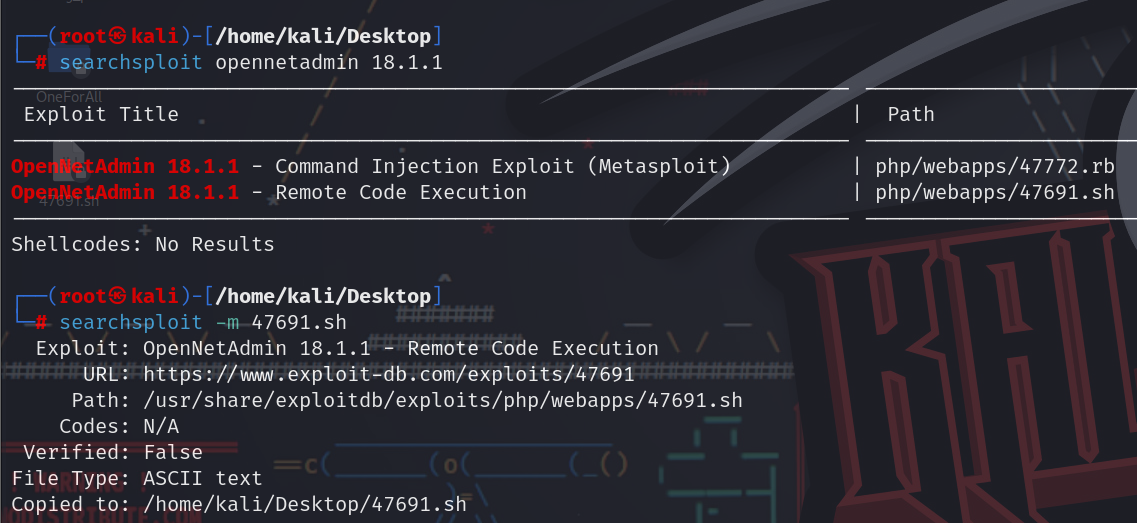 ┌──(root㉿kali)-[/home/kali/Desktop]
└─# searchsploit opennetadmin 18.1.1
OneForAll
Exploit Title | Path
OpenNetAdmin 18.1.1 - Command Injection Exploit (Metasploit) | php/webapps/47772.rb
OpenNetAdmin 18.1.1 - Remote Code Execution | php/webapps/47691.sh
47691.sh
Shellcodes: No Results
┌──(root㉿kali)-[/home/kali/Desktop]
└─# searchsploit -m 47691.sh
Exploit: OpenNetAdmin 18.1.1 - Remote Code Execution
URL: https://www.exploit-db.com/exploits/47691
Path: /usr/share/exploitdb/exploits/php/webapps/47691.sh
Codes: N/A
Verified: False
File Type: ASCII text
Copied to: /home/kali/Desktop/47691.sh